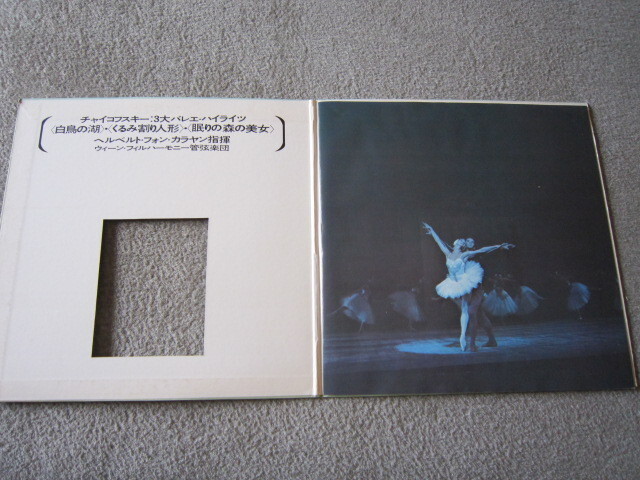 チャイコフスキー:3大バレエ・ハイライツ
《白鳥の湖》・《くるみ割り人形》・《眠りの森の美女》
ヘルベルト・フォン・カラヤン指揮
ウィーン・フィルハーモニー管弦楽団